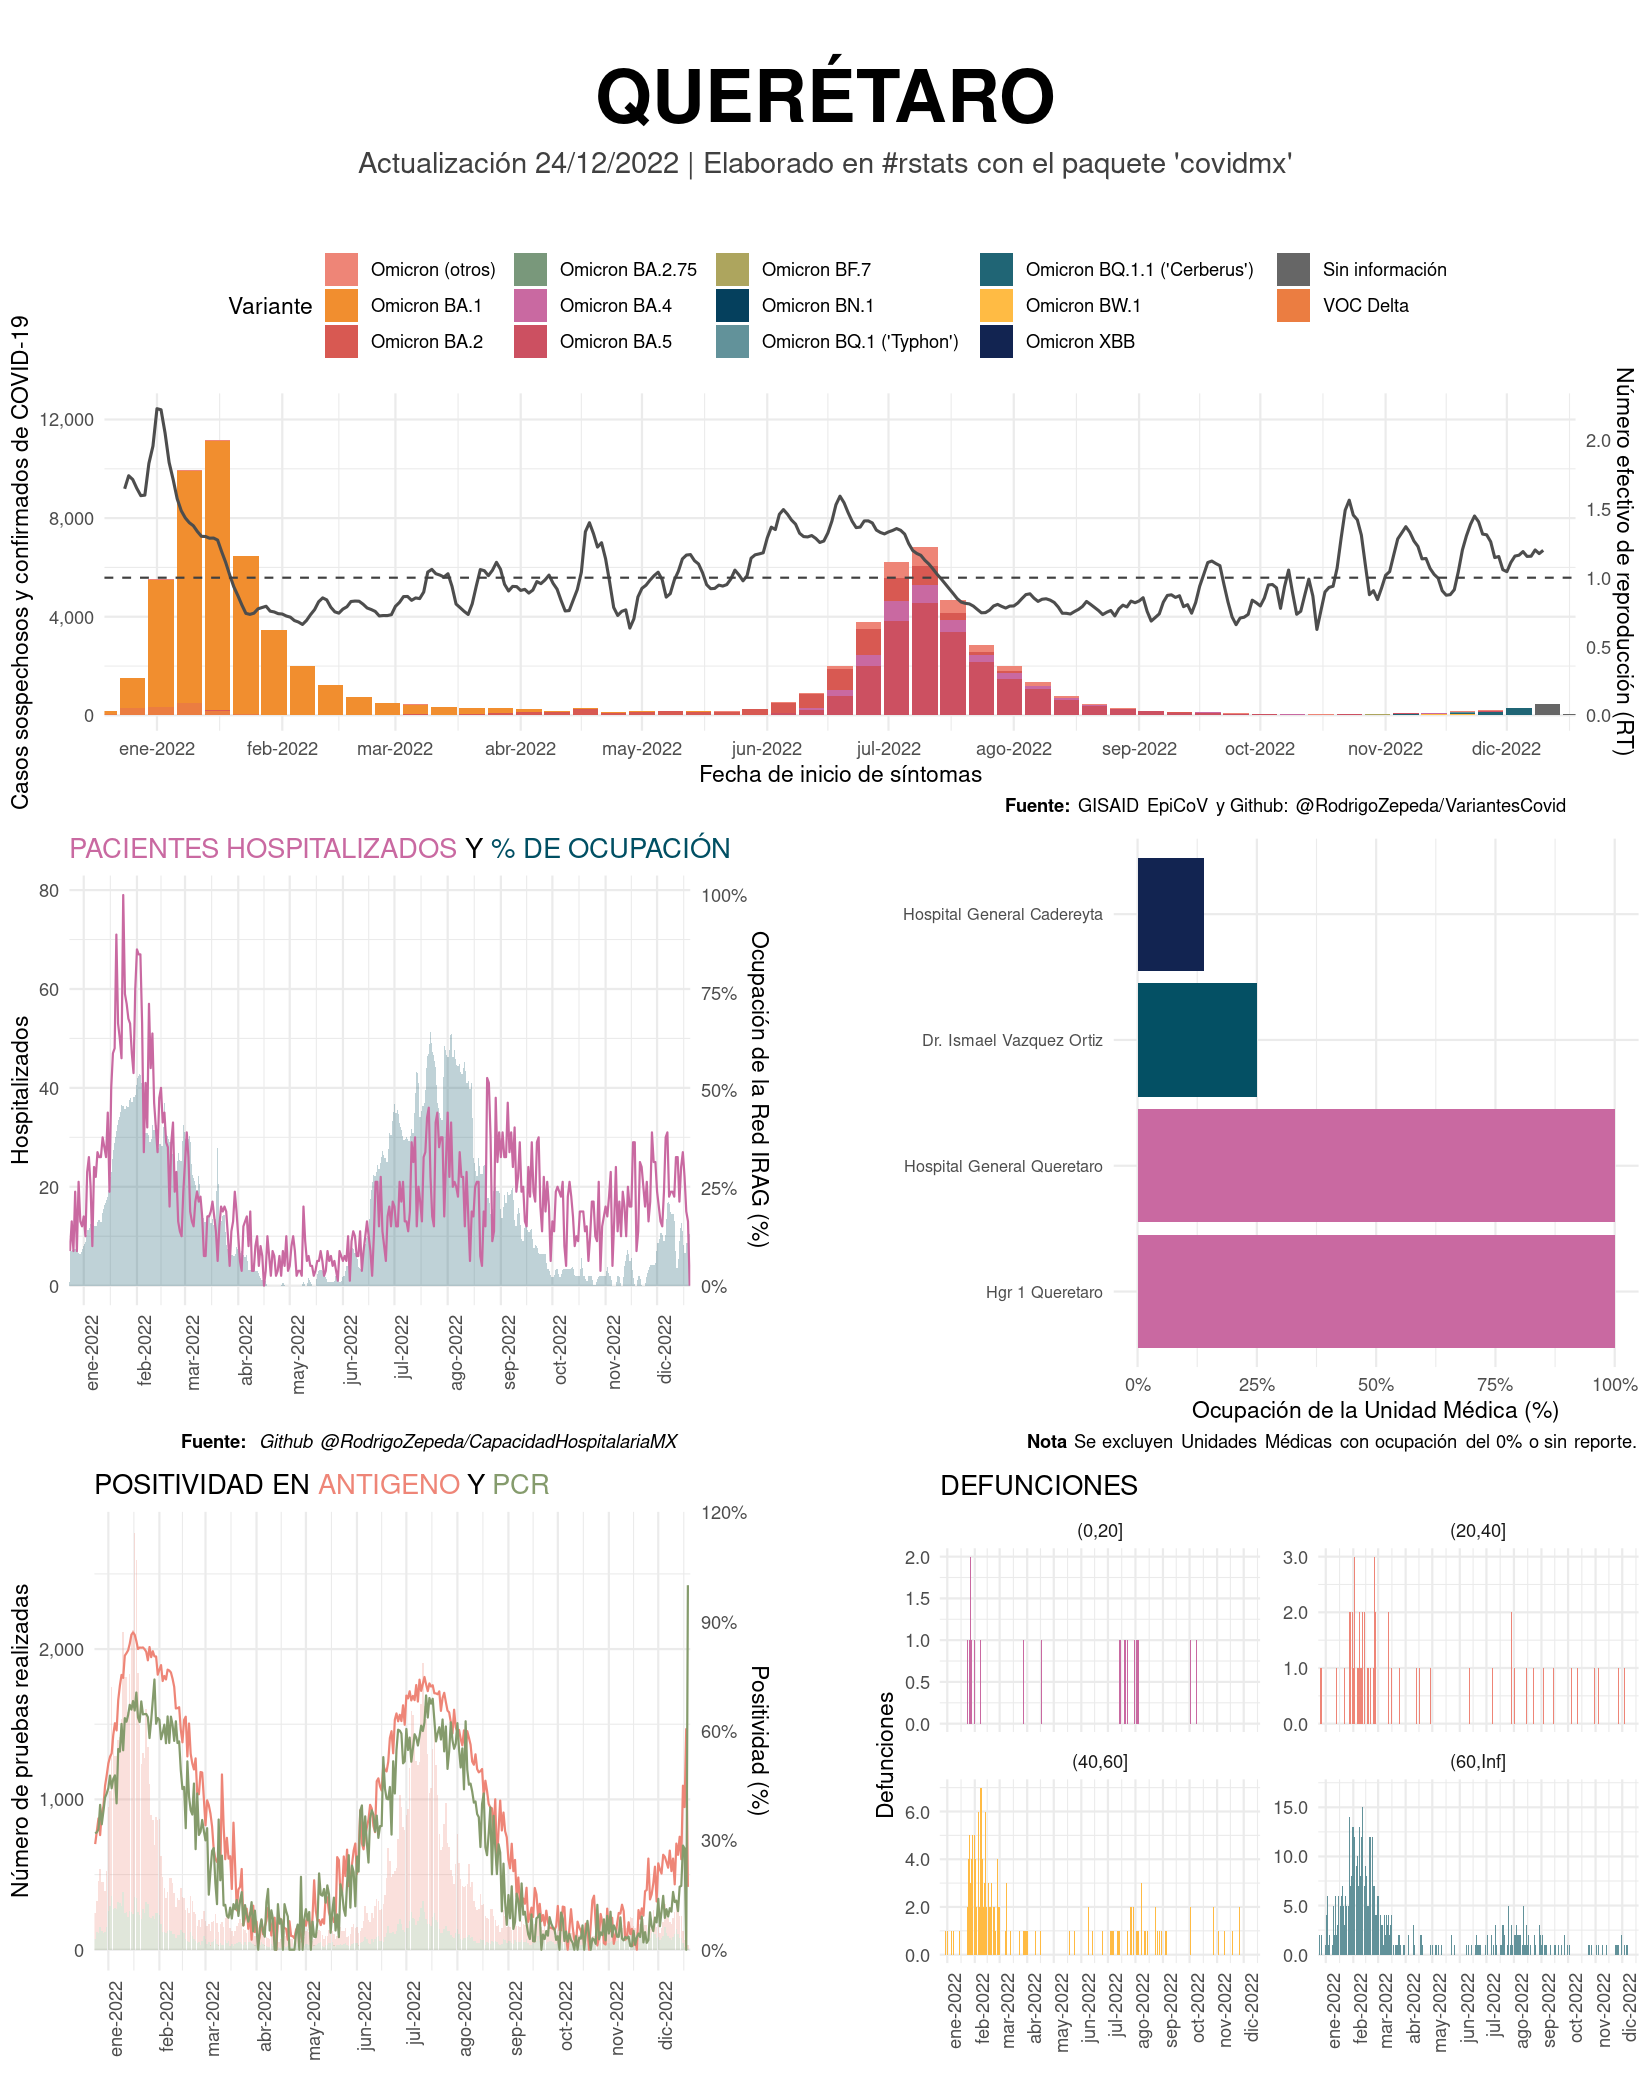 QUERÉTARO
Actualización 24/12/2022 | Elaborado en #rstats con el paquete 'covidmx'
Variante
Omicron (otros)
Omicron BA.1
Omicron BA.2
Omicron BA.2.75
Omicron BA.4
Omicron BA.5
Omicron BF.7
Omicron BN.1
Omicron BQ.1 ('Typhon')
Omicron BQ.1.1 ('Cerberus')
Omicron BW.1
Omicron XBB
Sin información
VOC Delta
Casos sospechosos y confirmados de COVID-19
12,000
8,000
4,000
0
Número efectivo de reproducción (RT)
2.0
1.5
1.0
0.5
0.0
ene-2022 feb-2022 mar-2022 abr-2022 may-2022 jun-2022 jul-2022 ago-2022 sep-2022 oct-2022 nov-2022 dic-2022
Fecha de inicio de síntomas
Fuente: GISAID EpiCoV y Github: @RodrigoZepeda/VariantesCovid
PACIENTES HOSPITALIZADOS Y % DE OCUPACIÓN
Hospitalizados
80
60
40
20
0
Ocupación de la Red IRAG (%)
100%
75%
50%
25%
0%
ene-2022 feb-2022 mar-2022 abr-2022 may-2022 jun-2022 jul-2022 ago-2022 sep-2022 oct-2022 nov-2022 dic-2022
Fuente: Github @RodrigoZepeda/CapacidadHospitalariaMX
Hospital General Cadereyta
Dr. Ismael Vazquez Ortiz
Hospital General Queretaro
Hgr 1 Queretaro
0% 25% 50% 75% 100%
Ocupación de la Unidad Médica (%)
Nota Se excluyen Unidades Médicas con ocupación del 0% o sin reporte.
POSITIVIDAD EN ANTIGENO Y PCR
Número de pruebas realizadas
2,000
1,000
0
Positividad (%)
120%
90%
60%
30%
0%
ene-2022 feb-2022 mar-2022 abr-2022 may-2022 jun-2022 jul-2022 ago-2022 sep-2022 oct-2022 nov-2022 dic-2022
DEFUNCIONES
Defunciones
(0,20]
2.0
1.5
1.0
0.5
0.0
(20,40]
3.0
2.0
1.0
0.0
(40,60]
6.0
4.0
2.0
0.0
(60,Inf]
15.0
10.0
5.0
0.0
ene-2022 feb-2022 mar-2022 abr-2022 may-2022 jun-2022 jul-2022 ago-2022 sep-2022 oct-2022 nov-2022 dic-2022
ene-2022 feb-2022 mar-2022 abr-2022 may-2022 jun-2022 jul-2022 ago-2022 sep-2022 oct-2022 nov-2022 dic-2022